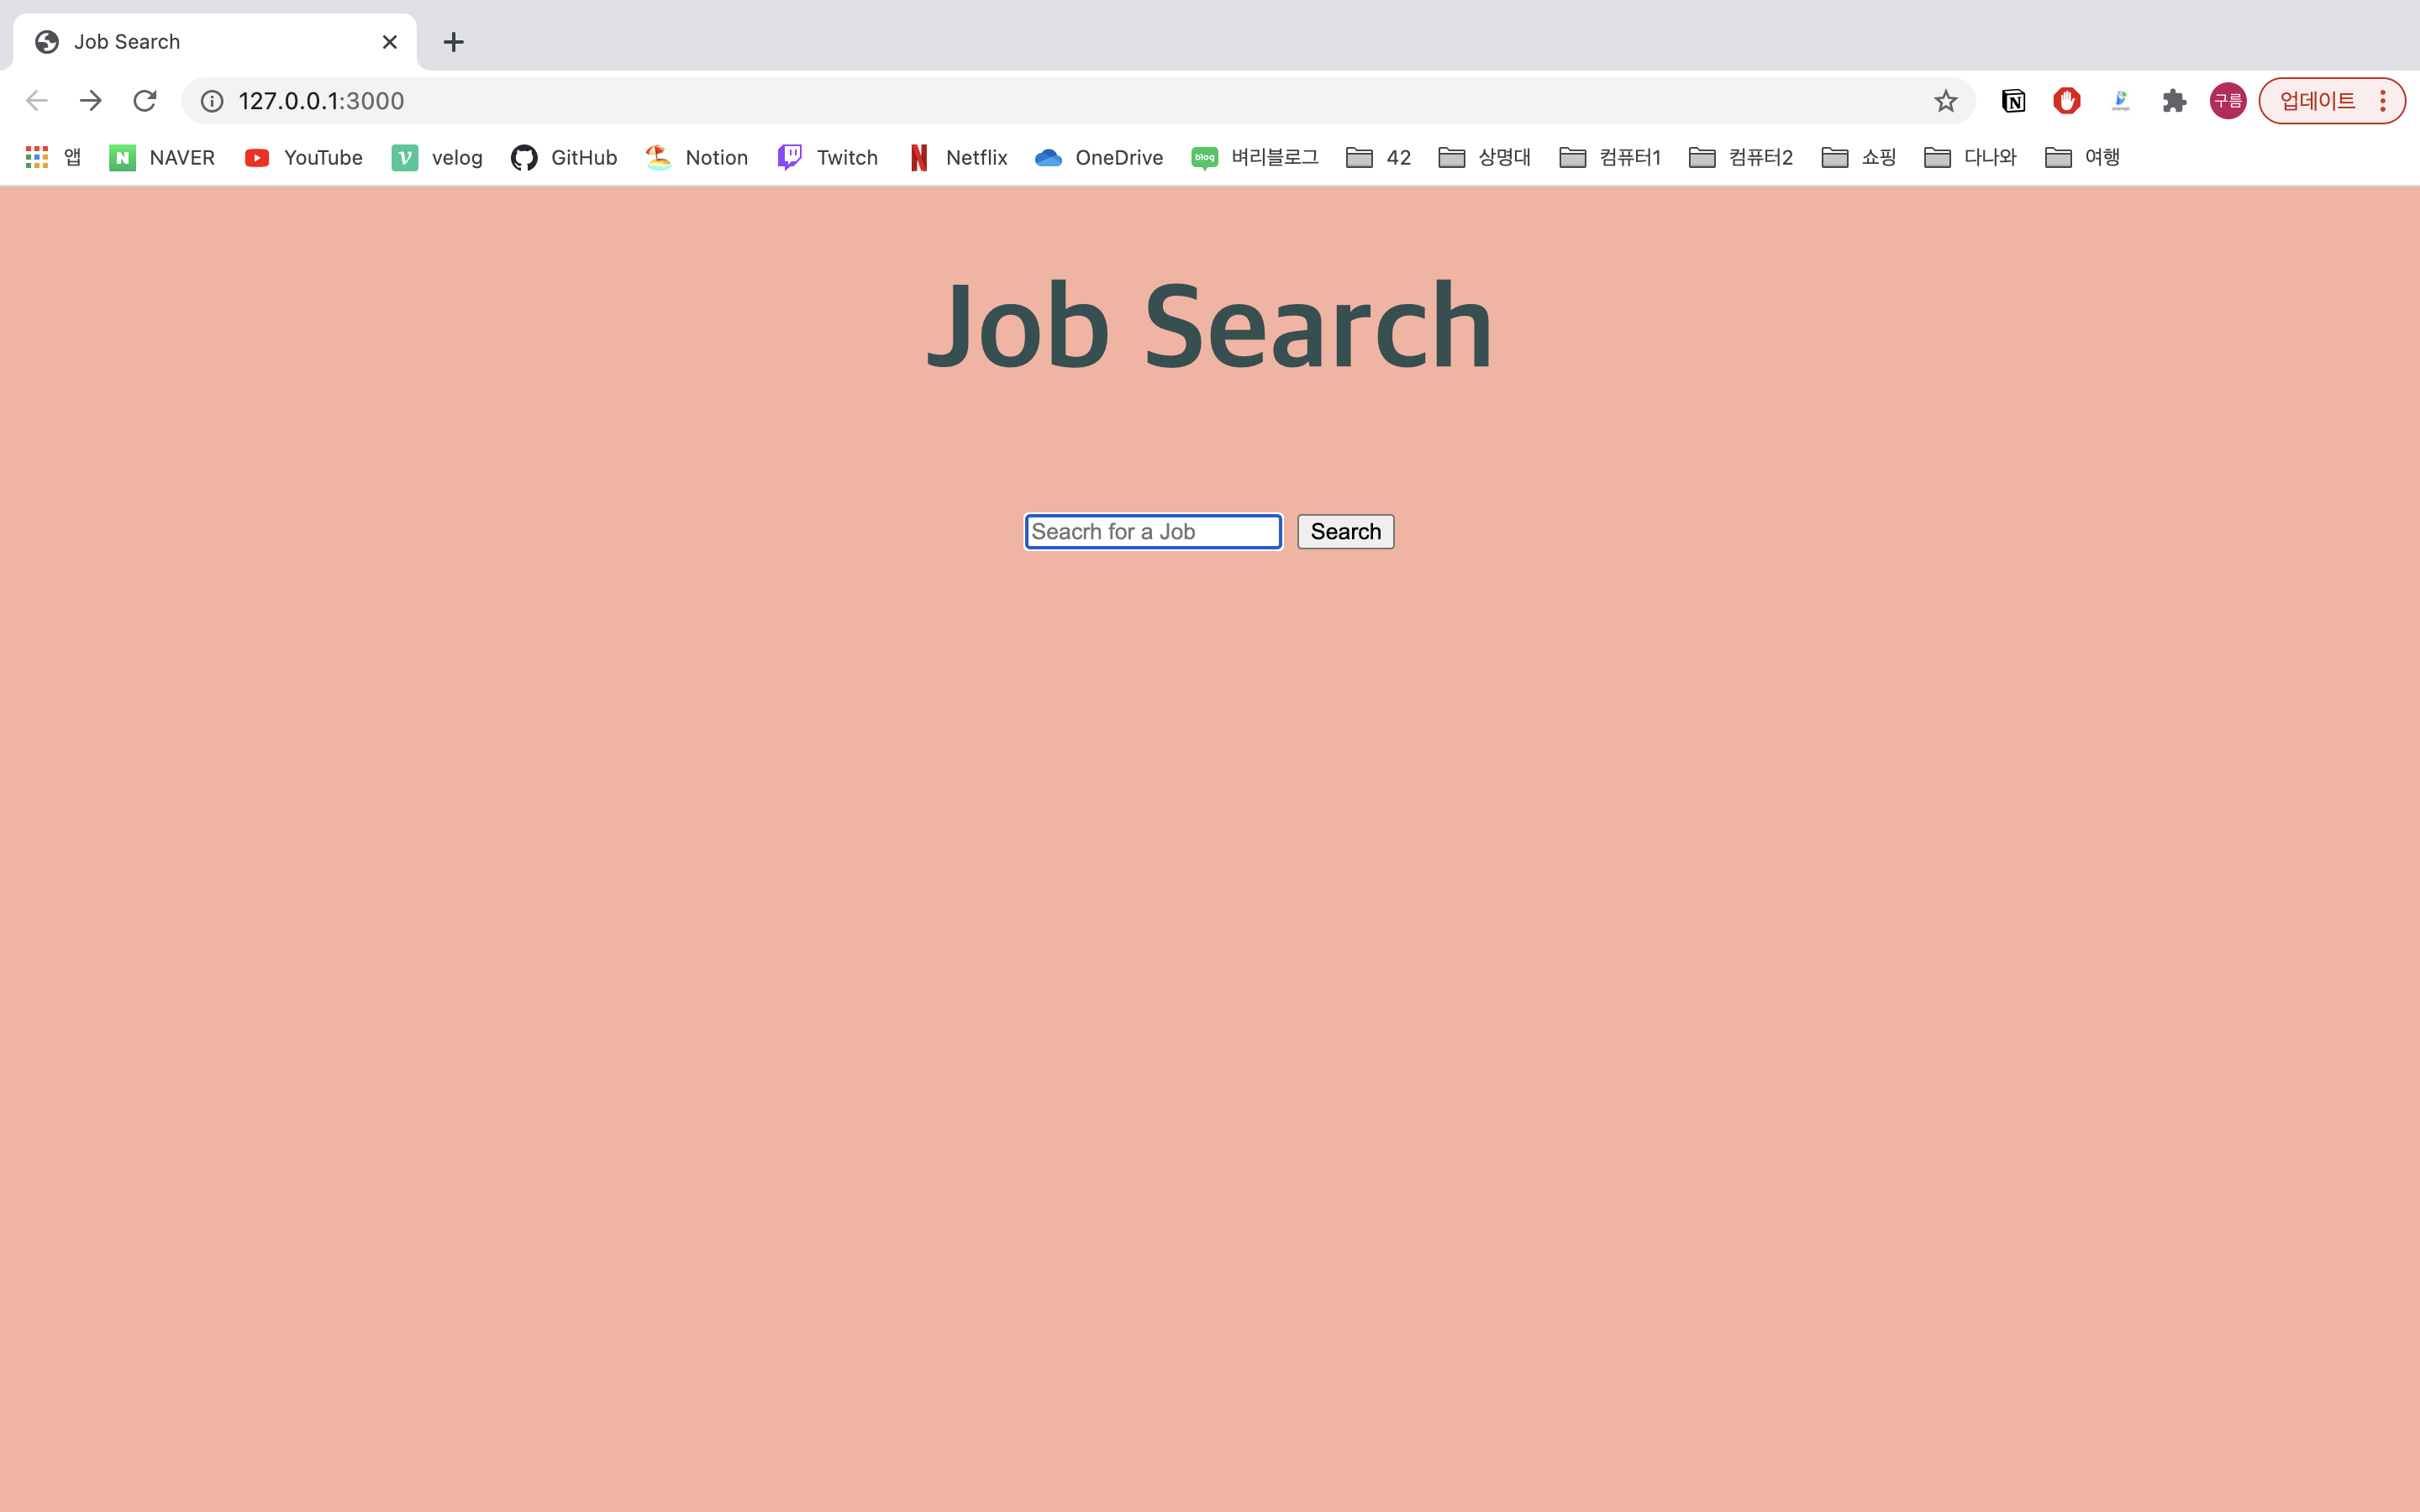 Job Search
127.0.0.1:3000
구름
업데이트
앱 NAVER YouTube velog GitHub Notion Twitch Netflix OneDrive blog 벼리블로그 42 상명대 컴퓨터1 컴퓨터2 쇼핑 다나와 여행
Job Search
Seacrh for a Job
Search